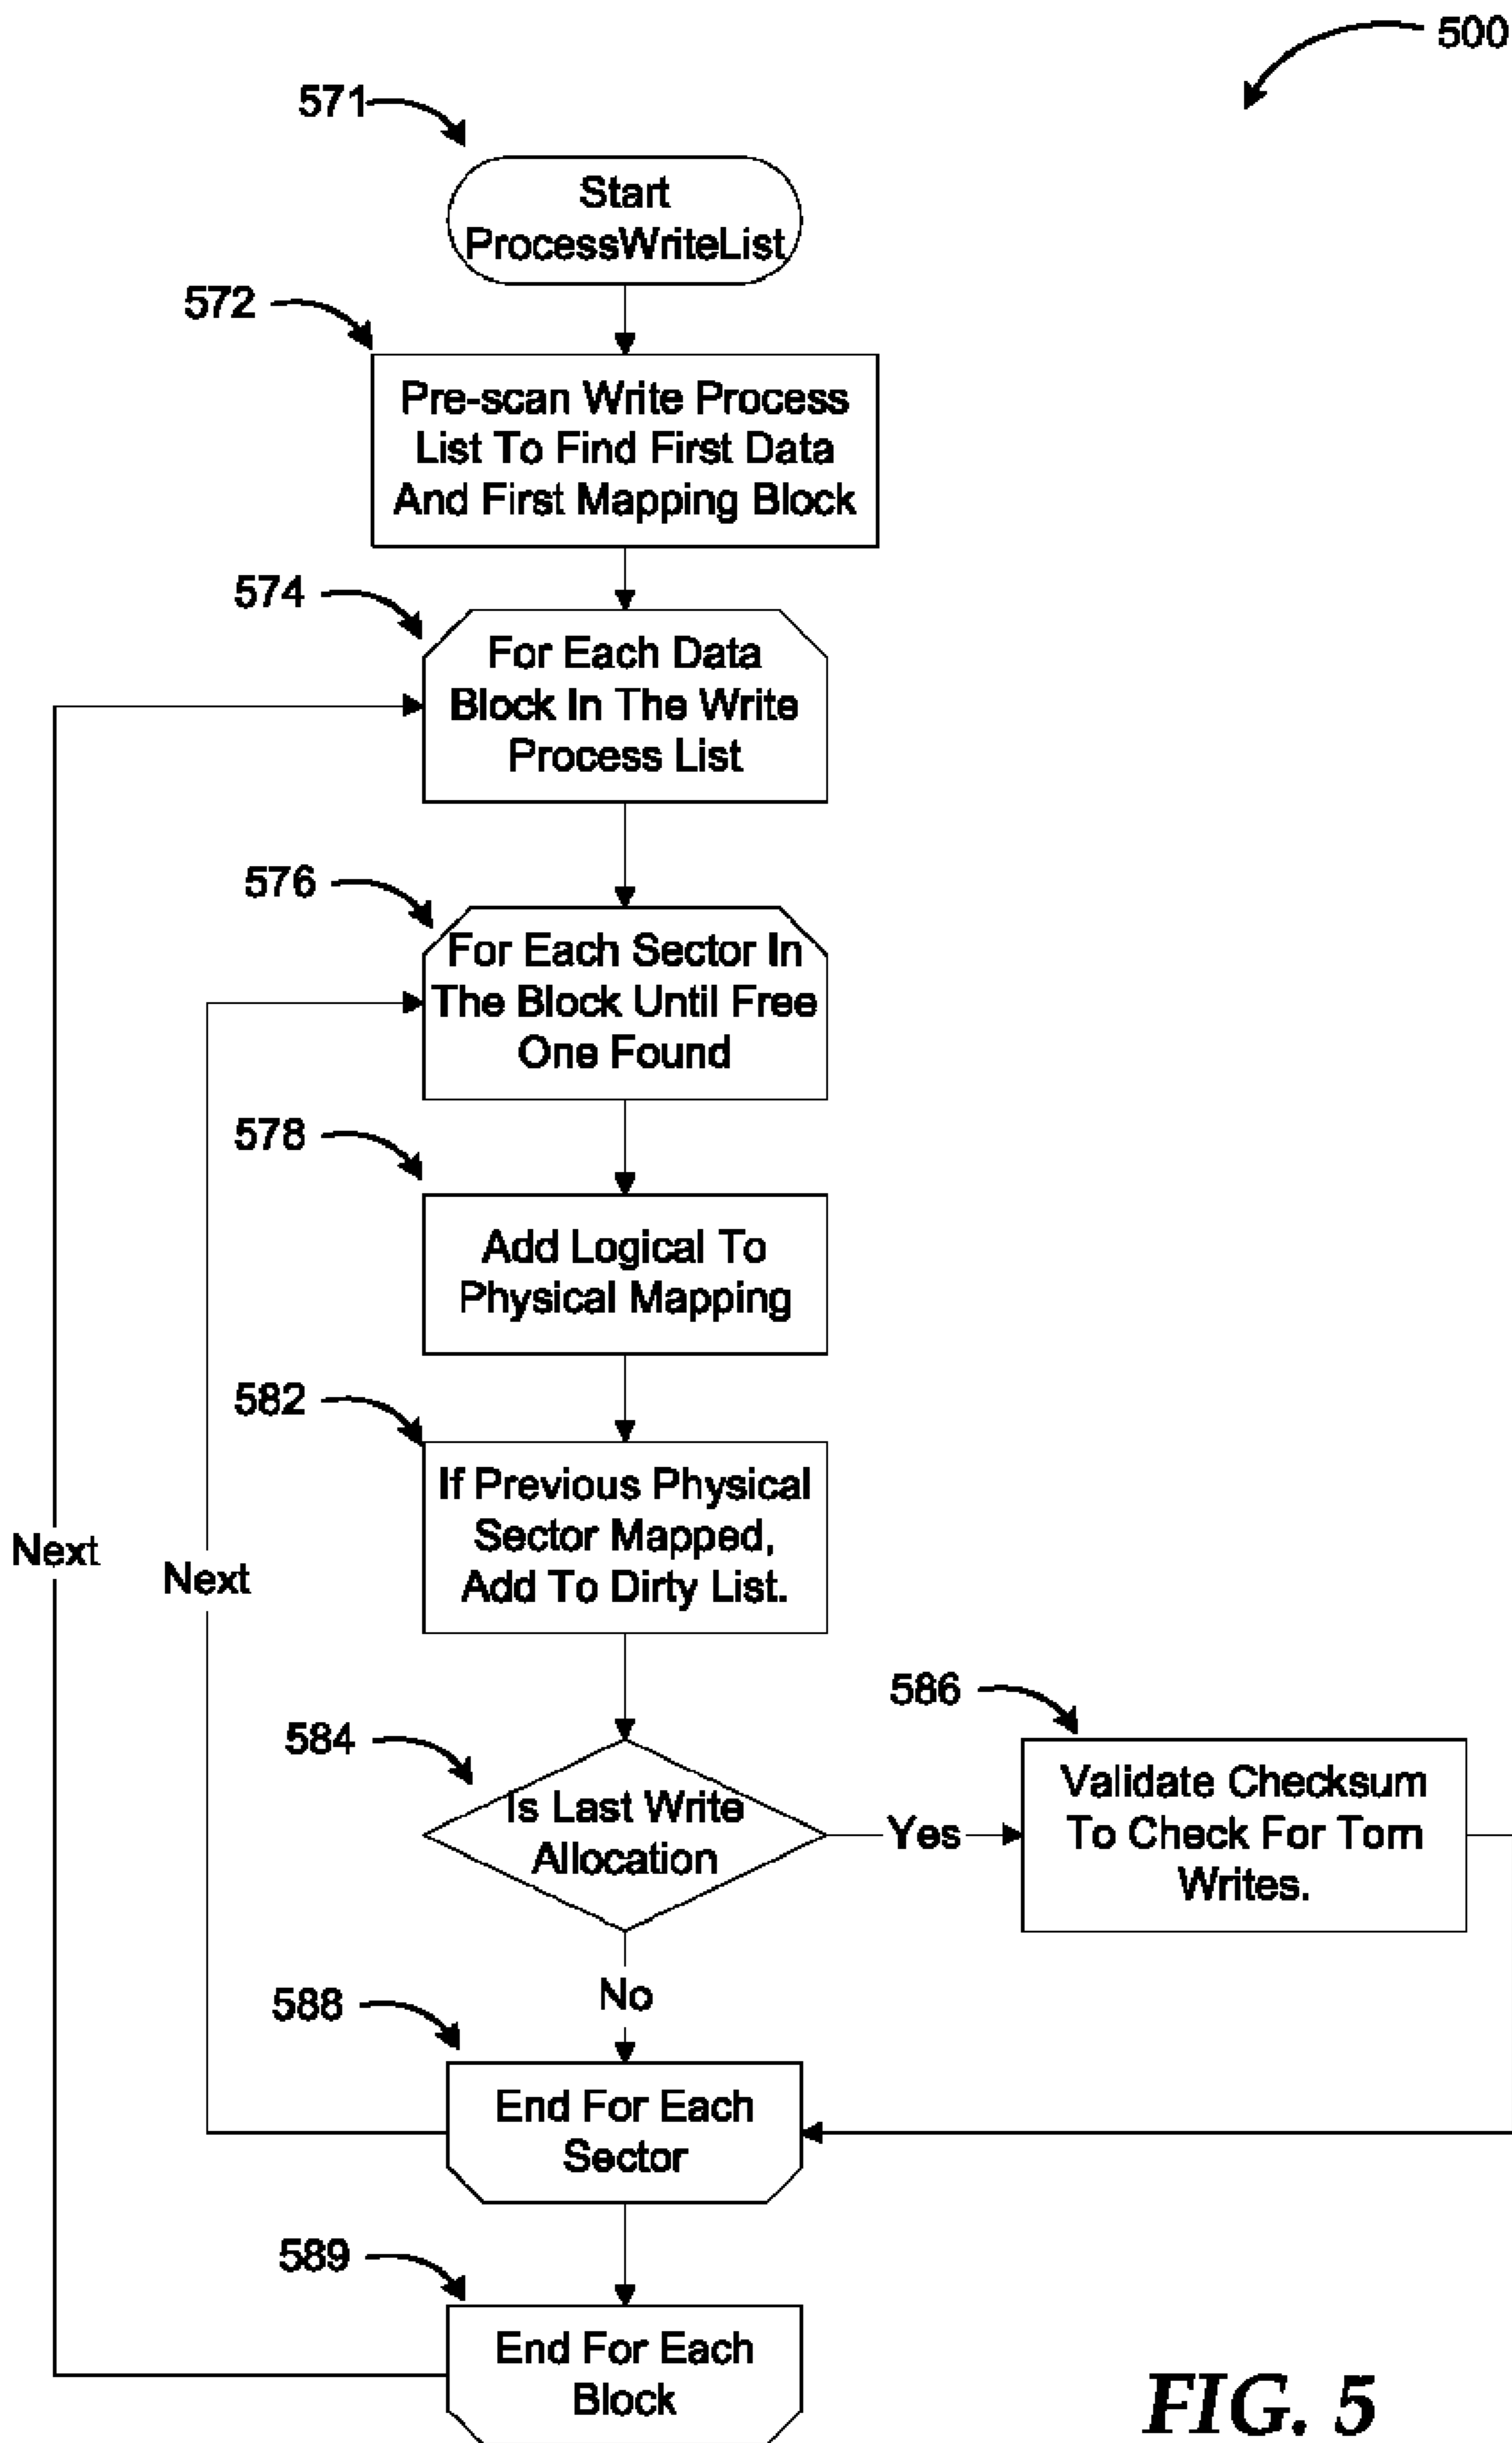 500
571
Start
ProcessWriteList
572
Pre-scan Write Process
List To Find First Data
And First Mapping Block
574
For Each Data
Block In The Write
Process List
576
For Each Sector In
The Block Until Free
One Found
578
Add Logical To
Physical Mapping
582
If Previous Physical
Sector Mapped,
Add To Dirty List.
Next
Next
584
Is Last Write
Allocation
Yes
586
Validate Checksum
To Check For Torn
Writes.
No
588
End For Each
Sector
589
End For Each
Block
FIG. 5